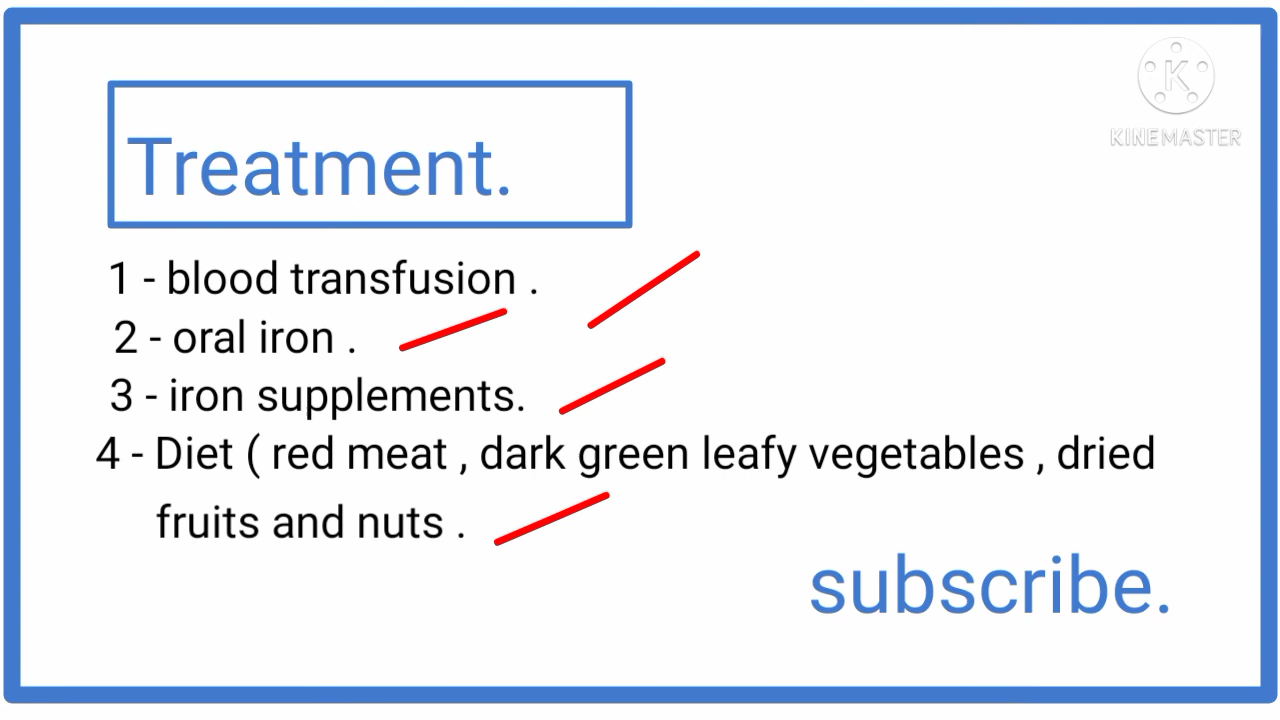 KINEMASTER
Treatment.
1 - blood transfusion .
2 - oral iron .
3 - iron supplements.
4 - Diet ( red meat , dark green leafy vegetables , dried
fruits and nuts .
subscribe.